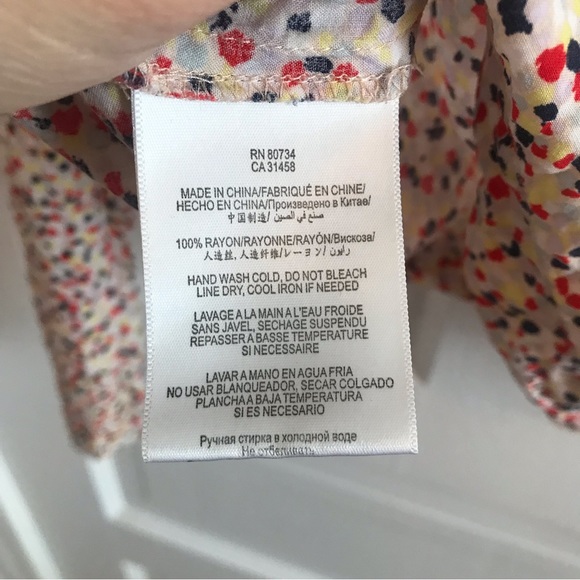 RN 80734
CA 31458
MADE IN CHINA/FABRIQUÉ EN CHINE/
HECHO EN CHINA/Произведено в Китае/
中国制造/ صنع في الصين/
100% RAYON/RAYONNE/RAYÓN/Вискоза/
人造丝, 人造纤维/レーヨン/ رايون/
HAND WASH COLD, DO NOT BLEACH
LINE DRY, COOL IRON IF NEEDED
LAVAGE A LA MAIN A L'EAU FROIDE
SANS JAVEL, SECHAGE SUSPENDU
REPASSER A BASSE TEMPERATURE
SI NECESSAIRE
LAVAR A MANO EN AGUA FRIA
NO USAR BLANQUEADOR, SECAR COLGADO
PLANCHA A BAJA TEMPERATURA
SI ES NECESARIO
Ручная стирка в холодной воде
Не отбеливать.